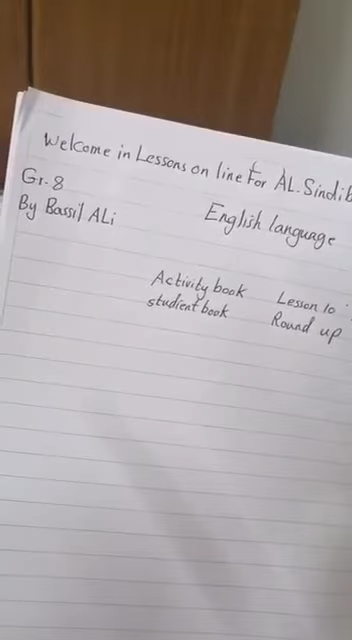 Welcome in Lessons on line For AL. Sindib
Gr. 8
English language
By Bassil ALi
Activity book Lesson 10
studient book Round up